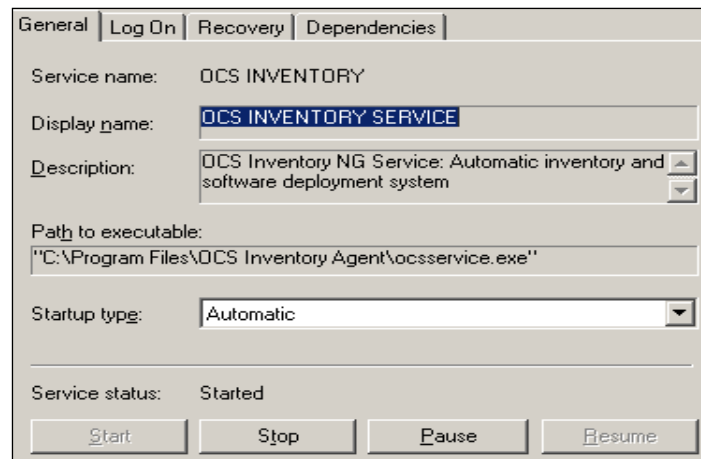 General Log On Recovery Dependencies
Service name: OCS INVENTORY
Display name: OCS INVENTORY SERVICE
Description: OCS Inventory NG Service: Automatic inventory and
software deployment system
Path to executable:
"C:\Program Files\OCS Inventory Agent\ocsservice.exe"
Startup type: Automatic
Service status: Started
Start Stop Pause Resume